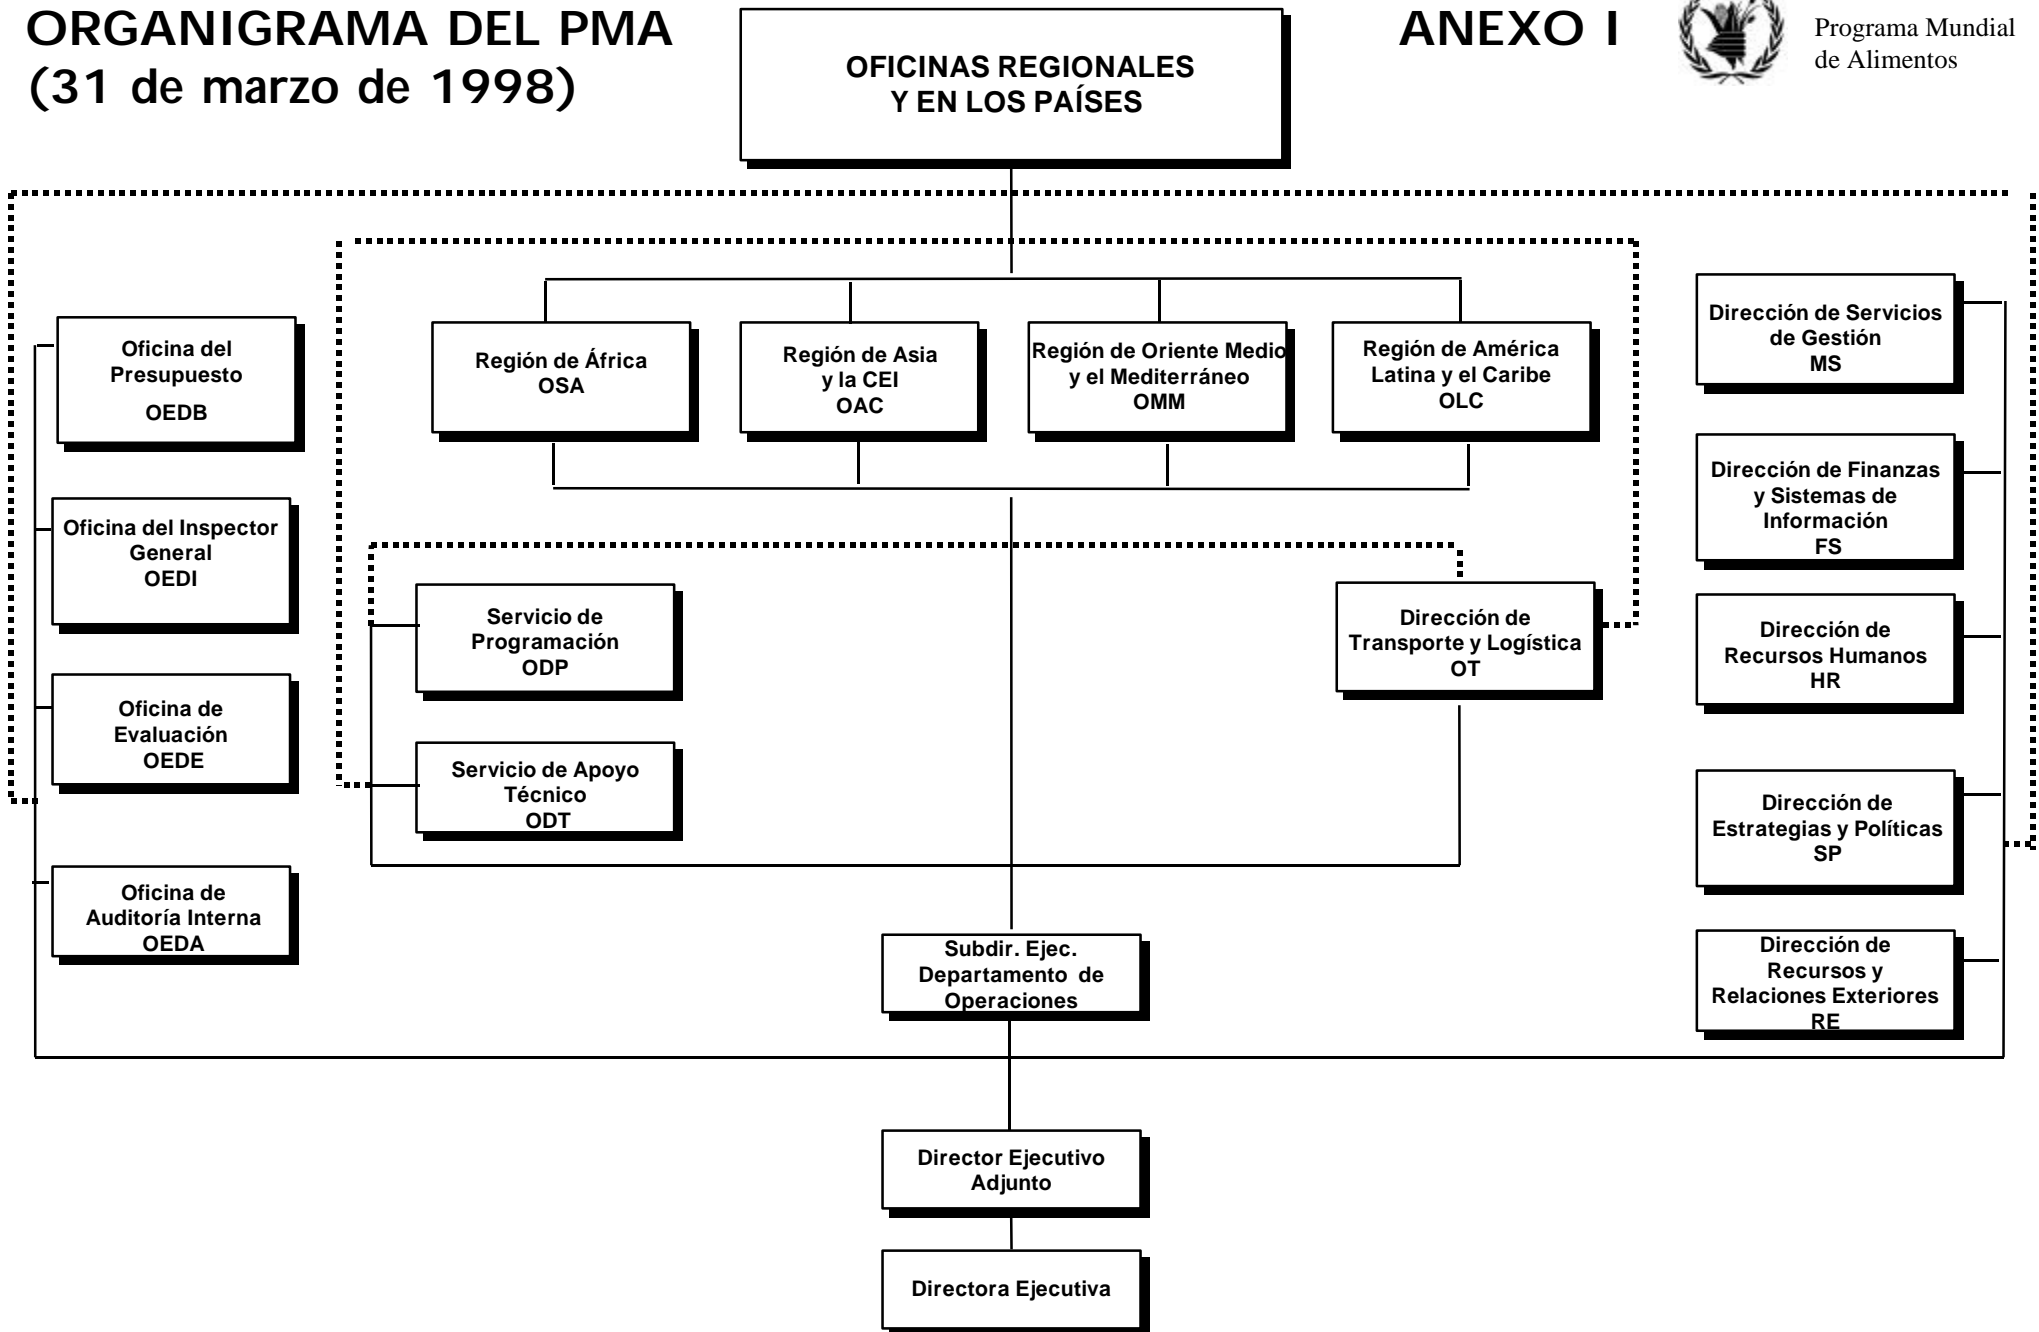 ORGANIGRAMA DEL PMA
(31 de marzo de 1998)
OFICINAS REGIONALES
Y EN LOS PAÍSES
ANEXO I
Programa Mundial
de Alimentos
Oficina del
Presupuesto
OEDB
Oficina del Inspector
General
OEDI
Oficina de
Evaluación
OEDE
Oficina de
Auditoría Interna
OEDA
Región de África
OSA
Región de Asia
y la CEI
OAC
Región de Oriente Medio
y el Mediterráneo
OMM
Región de América
Latina y el Caribe
OLC
Servicio de
Programación
ODP
Servicio de Apoyo
Técnico
ODT
Dirección de
Transporte y Logística
OT
Dirección de Servicios
de Gestión
MS
Dirección de Finanzas
y Sistemas de
Información
FS
Dirección de
Recursos Humanos
HR
Dirección de
Estrategias y Políticas
SP
Dirección de
Recursos y
Relaciones Exteriores
RE
Subdir. Ejec.
Departamento de
Operaciones
Director Ejecutivo
Adjunto
Directora Ejecutiva